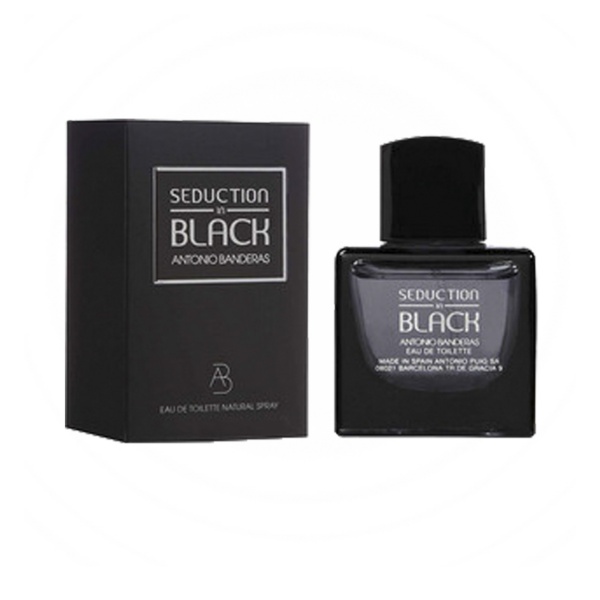 SEDUCTION
in
BLACK
ANTONIO BANDERAS
AB
EAU DE TOILETTE NATURAL SPRAY
SEDUCTION
in
BLACK
ANTONIO BANDERAS
EAU DE TOILETTE
MADE IN SPAIN ANTONIO PUIG SA
08021 BARCELONA TR DE GRACIA 9